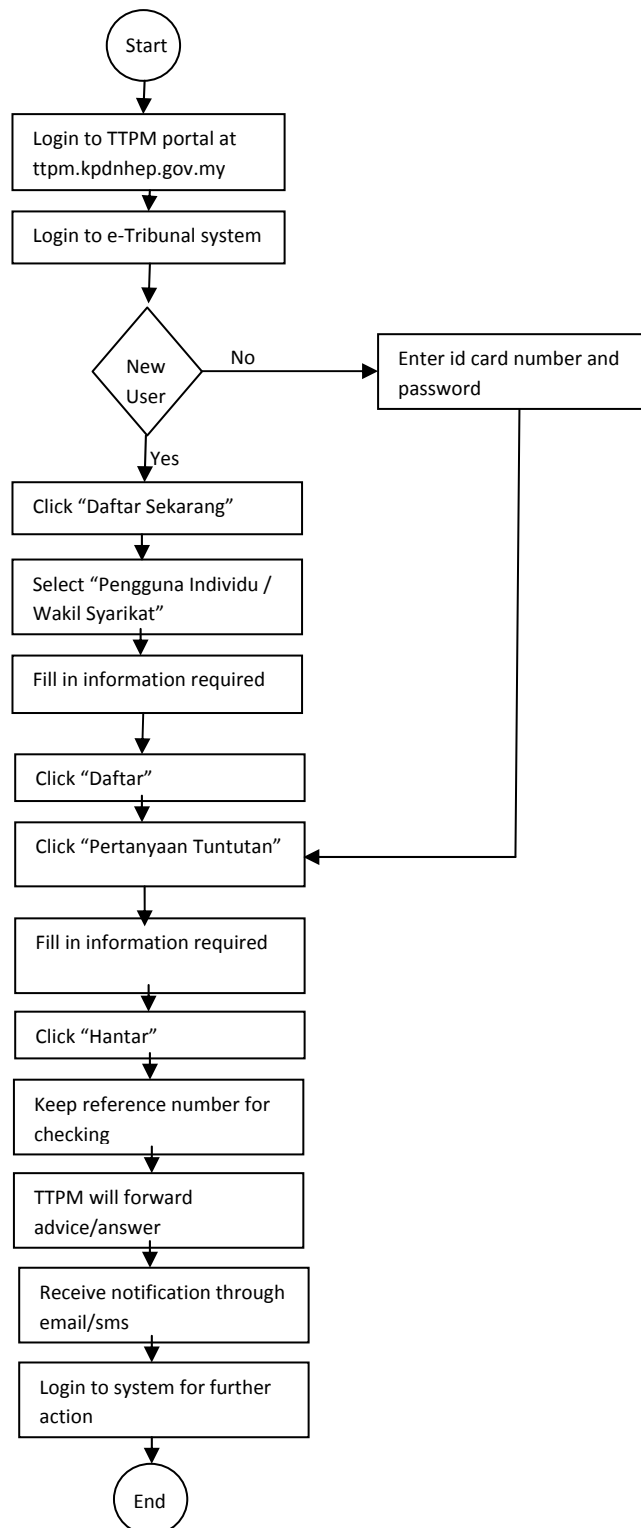 Start
Login to TTPM portal at
ttpm.kpdnhep.gov.my
Login to e-Tribunal system
New
User
No
Enter id card number and
password
Yes
Click “Daftar Sekarang”
Select “Pengguna Individu /
Wakil Syarikat”
Fill in information required
Click “Daftar”
Click “Pertanyaan Tuntutan”
Fill in information required
Click “Hantar”
Keep reference number for
checking
TTPM will forward
advice/answer
Receive notification through
email/sms
Login to system for further
action
End